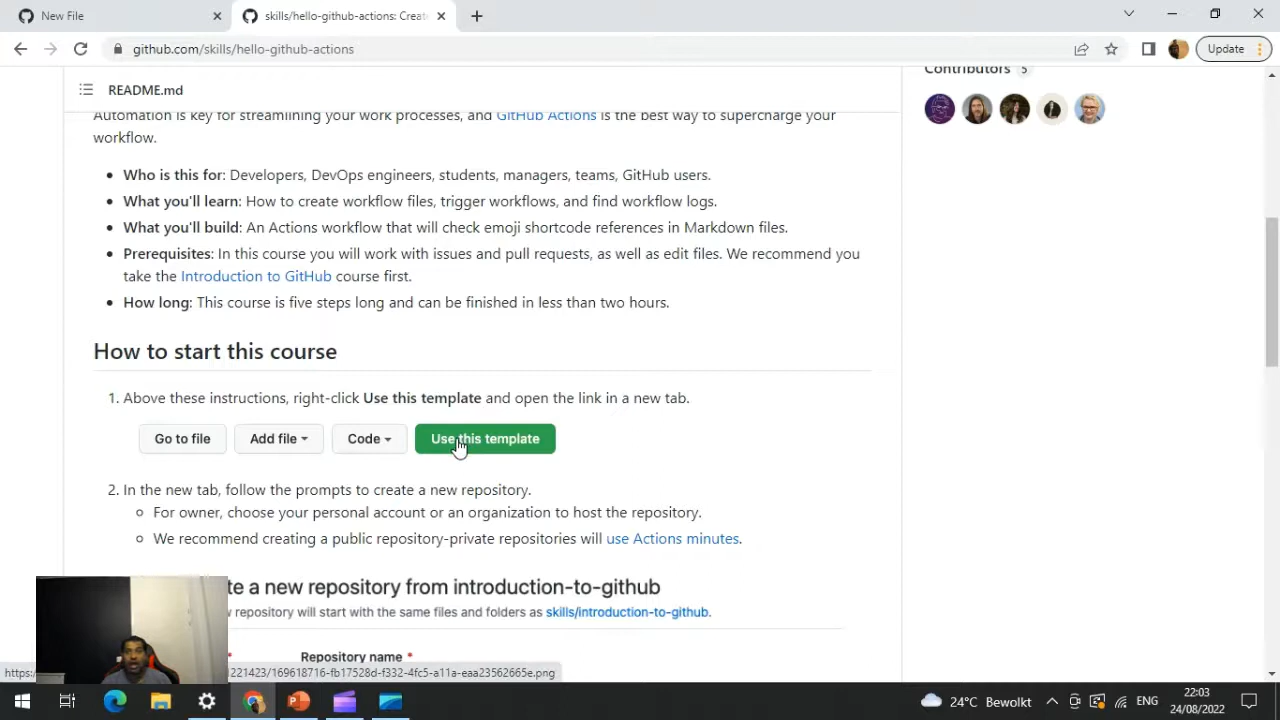 New File
skills/hello-github-actions: Creat
github.com/skills/hello-github-actions
Update
Contributors 5
README.md
Automation is key for streamlining your work processes, and GitHub Actions is the best way to supercharge your
workflow.
Who is this for: Developers, DevOps engineers, students, managers, teams, GitHub users.
What you'll learn: How to create workflow files, trigger workflows, and find workflow logs.
What you'll build: An Actions workflow that will check emoji shortcode references in Markdown files.
Prerequisites: In this course you will work with issues and pull requests, as well as edit files. We recommend you
take the Introduction to GitHub course first.
How long: This course is five steps long and can be finished in less than two hours.
How to start this course
1. Above these instructions, right-click Use this template and open the link in a new tab.
Go to file
Add file
Code
Use this template
2. In the new tab, follow the prompts to create a new repository.
For owner, choose your personal account or an organization to host the repository.
We recommend creating a public repository-private repositories will use Actions minutes.
te a new repository from introduction-to-github
repository will start with the same files and folders as skills/introduction-to-github.
* Repository name *
https: 221423/169618716-fb17528d-f332-4fc5-a11a-eaa23562665e.png
24°C Bewolkt
ENG
22:03
24/08/2022